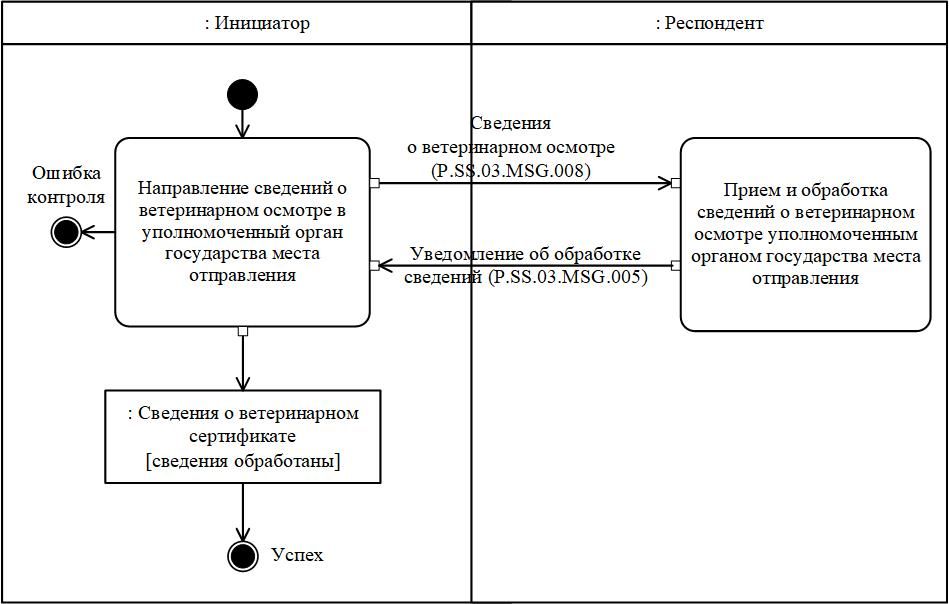 : Инициатор
: Респондент
Сведения
о ветеринарном осмотре
(P.SS.03.MSG.008)
Ошибка
контроля
Направление сведений о
ветеринарном осмотре в
уполномоченный орган
государства места
отправления
Прием и обработка
сведений о ветеринарном
осмотре уполномоченным
органом государства места
отправления
Уведомление об обработке
сведений (P.SS.03.MSG.005)
: Сведения о ветеринарном
сертификате
[сведения обработаны]
Успех